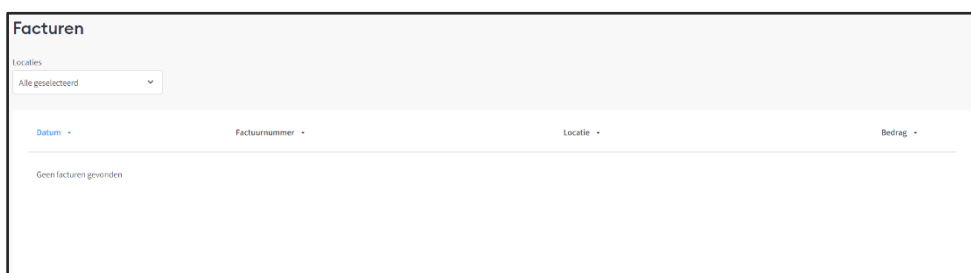 Facturen
Locaties
Alle geselecteerd
Datum Factuurnummer Locatie Bedrag
Geen facturen gevonden